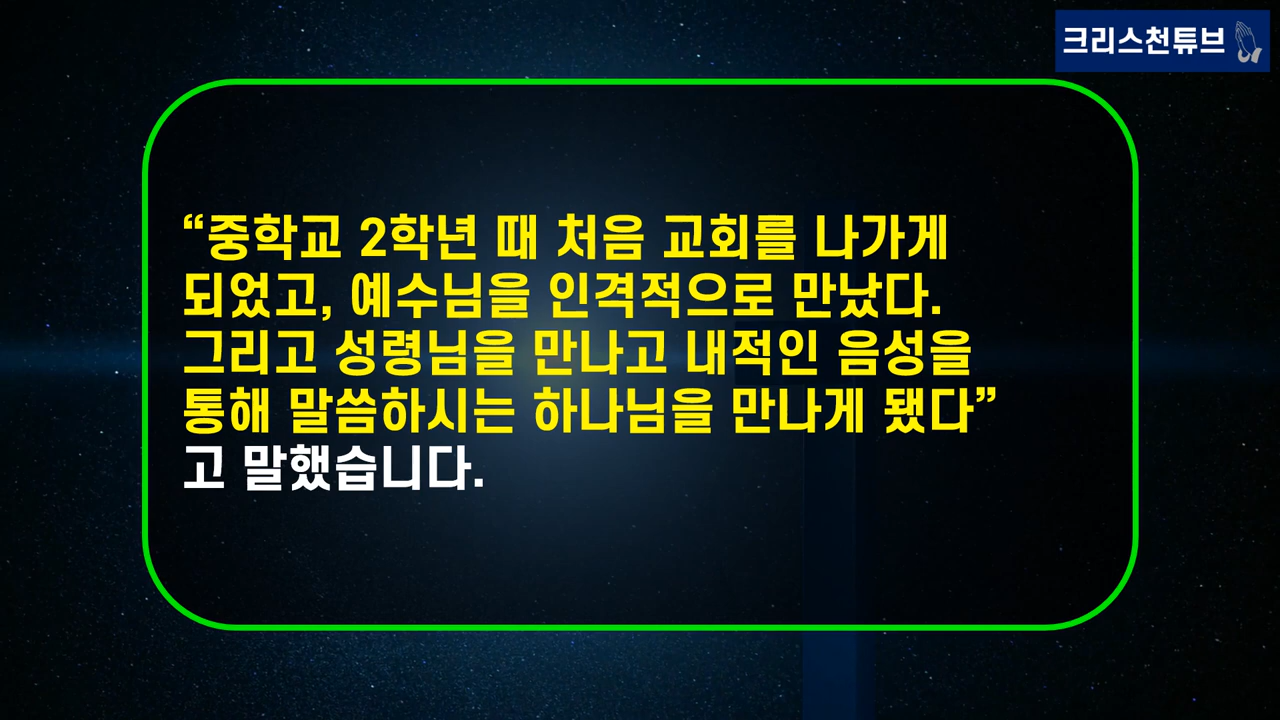 크리스천튜브
“중학교 2학년 때 처음 교회를 나가게
되었고, 예수님을 인격적으로 만났다.
그리고 성령님을 만나고 내적인 음성을
통해 말씀하시는 하나님을 만나게 됐다”
고 말했습니다.